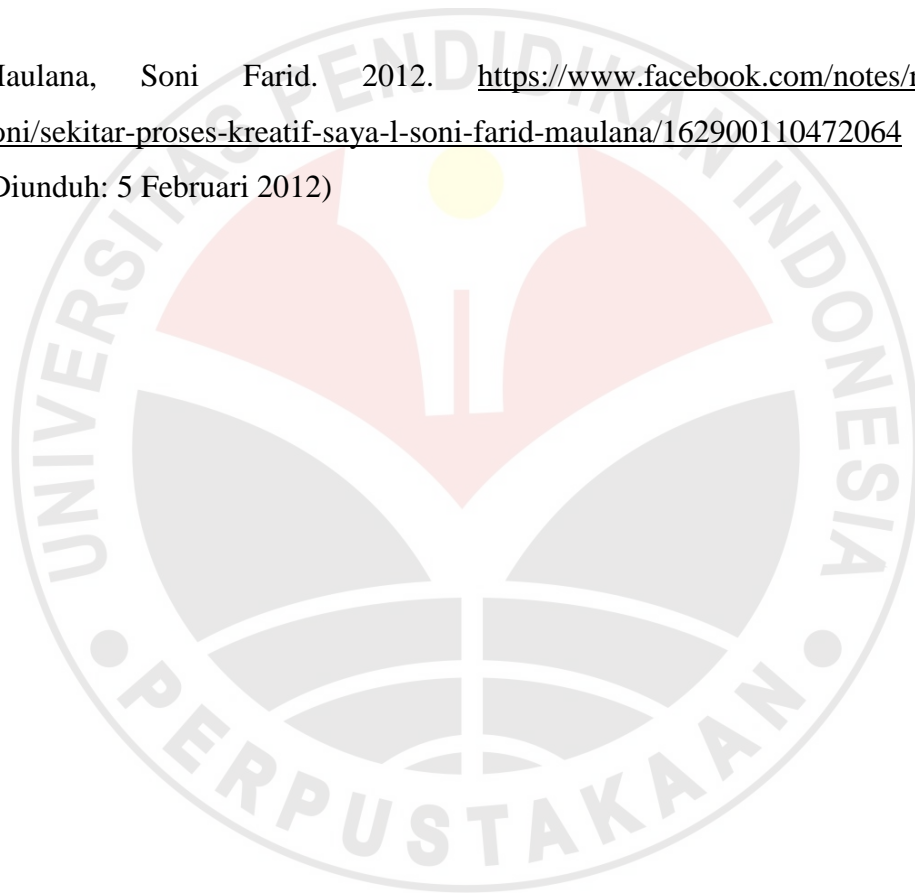 Maulana, Soni Farid. 2012. https://www.facebook.com/notes/
oni/sekitar-proses-kreatif-saya-l-soni-farid-maulana/162900110472064
Diunduh: 5 Februari 2012)
UNIVERSITAS PENDIDIKAN INDONESIA
PERPUSTAKAAN